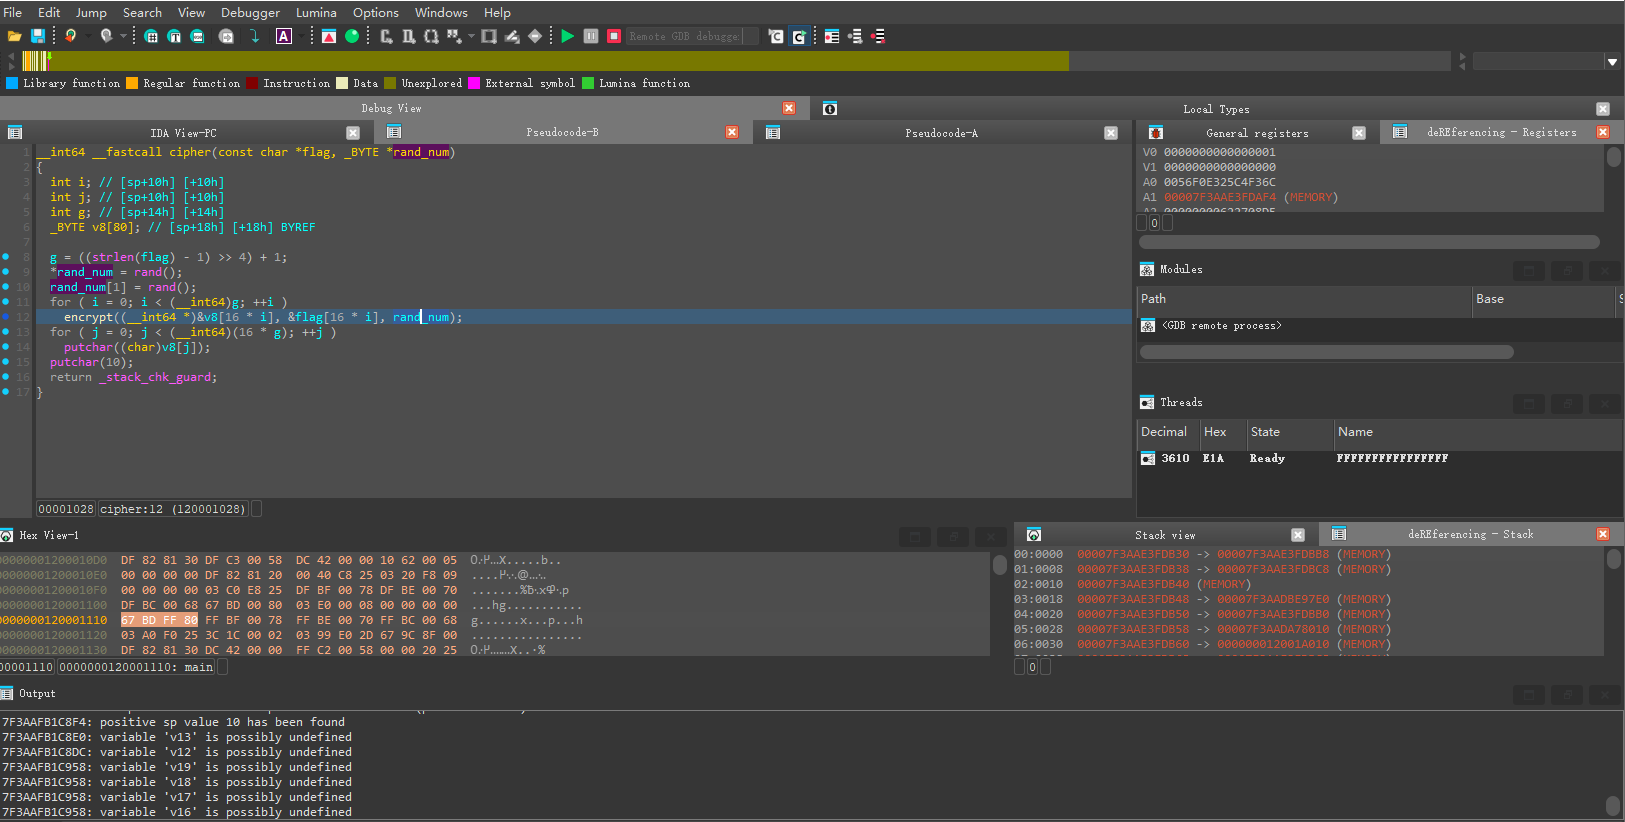 File Edit Jump Search View Debugger Lumina Options Windows Help
Remote GDB debugge
Library function Regular function Instruction Data Unexplored External symbol Lumina function
Debug View
Local Types
IDA View-PC
Pseudocode-B
Pseudocode-A
General registers
deREferencing - Registers
1 __int64 __fastcall cipher(const char *flag, _BYTE *rand_num)
2 {
3 int i; // [sp+10h] [+10h]
4 int j; // [sp+10h] [+10h]
5 int g; // [sp+14h] [+14h]
6 _BYTE v8[80]; // [sp+18h] [+18h] BYREF
7
8 g = ((strlen(flag) - 1) >> 4) + 1;
9 *rand_num = rand();
10 rand_num[1] = rand();
11 for ( i = 0; i < (__int64)g; ++i )
12 encrypt((__int64 *)&v8[16 * i], &flag[16 * i], rand_num);
13 for ( j = 0; j < (__int64)(16 * g); ++j )
14 putchar((char)v8[j]);
15 putchar(10);
16 return _stack_chk_guard;
17 }
00001028 cipher:12 (120001028)
V0 0000000000000001
V1 0000000000000000
A0 0056F0E325C4F36C
A1 00007F3AAE3FDAF4 (MEMORY)
0
Modules
Path Base S
<GDB remote process>
Threads
Decimal Hex State Name
3610 E1A Ready FFFFFFFFFFFFFFFF
Hex View-1
00000001200010D0 DF 82 81 30 DF C3 00 58 DC 42 00 00 10 62 00 05
00000001200010E0 00 00 00 00 DF 82 81 20 00 40 C8 25 03 20 F8 09
00000001200010F0 00 00 00 00 03 C0 E8 25 DF BF 00 78 DF BE 00 70
0000000120001100 DF BC 00 68 67 BD 00 80 03 E0 00 08 00 00 00 00 ...hg...........
0000000120001110 67 BD FF 80 FF BF 00 78 FF BE 00 70 FF BC 00 68 g......x...p...h
0000000120001120 03 A0 F0 25 3C 1C 00 02 03 99 E0 2D 67 9C 8F 00
0000000120001130 DF 82 81 30 DC 42 00 00 FF C2 00 58 00 00 20 25
00001110 0000000120001110: main
Stack view
deREferencing - Stack
00:0000 00007F3AAE3FDB30 -> 00007F3AAE3FDBB8 (MEMORY)
01:0008 00007F3AAE3FDB38 -> 00007F3AAE3FDBC8 (MEMORY)
02:0010 00007F3AAE3FDB40 (MEMORY)
03:0018 00007F3AAE3FDB48 -> 00007F3AADBE97E0 (MEMORY)
04:0020 00007F3AAE3FDB50 -> 00007F3AAE3FDBB0 (MEMORY)
05:0028 00007F3AAE3FDB58 -> 00007F3AADA78010 (MEMORY)
06:0030 00007F3AAE3FDB60 -> 000000012001A010 (MEMORY)
0
Output
7F3AAFB1C8F4: positive sp value 10 has been found
7F3AAFB1C8E0: variable 'v13' is possibly undefined
7F3AAFB1C8DC: variable 'v12' is possibly undefined
7F3AAFB1C958: variable 'v19' is possibly undefined
7F3AAFB1C958: variable 'v18' is possibly undefined
7F3AAFB1C958: variable 'v17' is possibly undefined
7F3AAFB1C958: variable 'v16' is possibly undefined